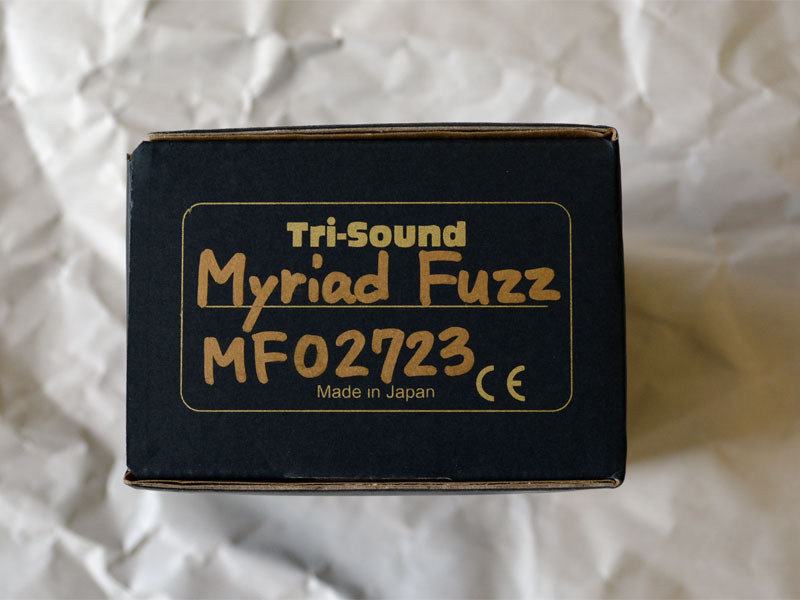 Tri-Sound
Myriad Fuzz
MF02723
Made in Japan
CE